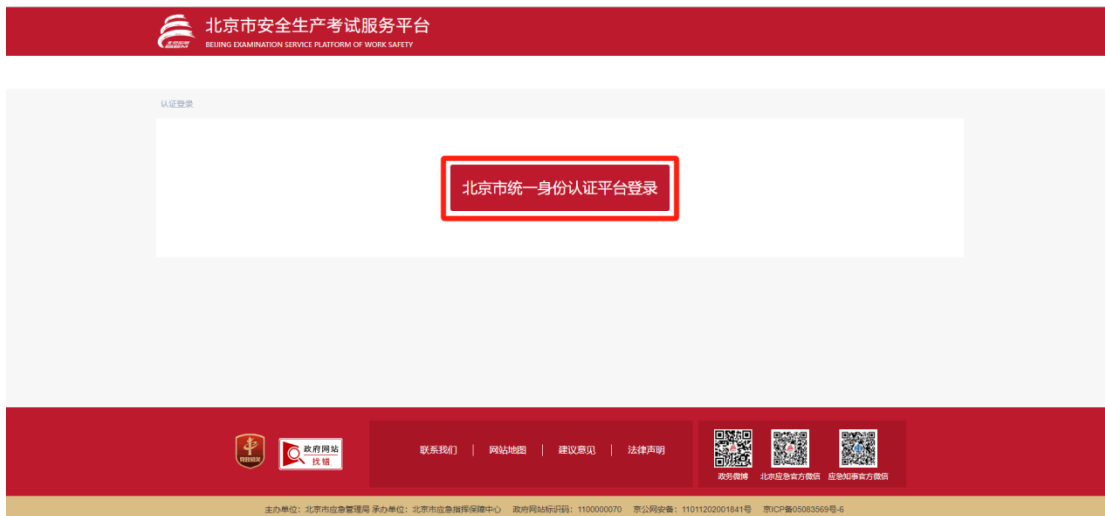 北京市安全生产考试服务平台
BEIJING EXAMINATION SERVICE PLATFORM OF WORK SAFETY
认证登录
北京市统一身份认证平台登录
政府网站
找错
联系我们 | 网站地图 | 建议意见 | 法律声明
政务微博 北京应急官方微信 应急知事官方微信
主办单位：北京市应急管理局 承办单位：北京市应急指挥保障中心 政府网站标识码：1100000070 京公网安备：11011202001841号 京ICP备05083569号-6